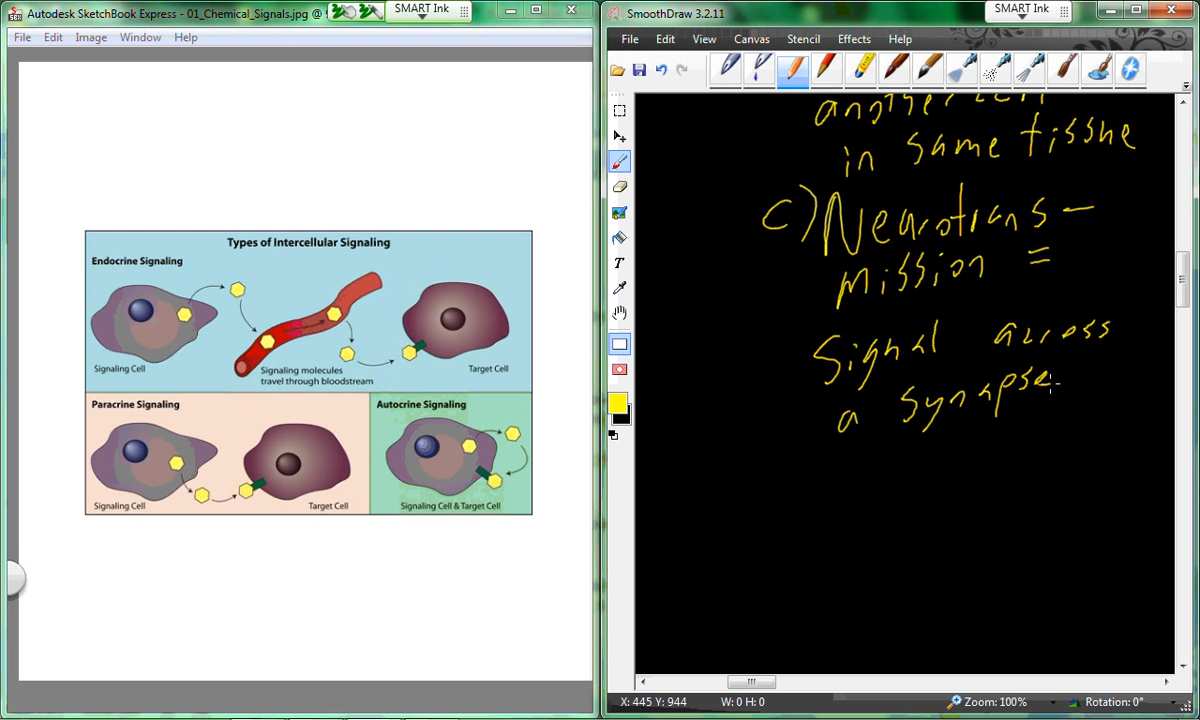 Autodesk SketchBook Express - 01_Chemical_Signals.jpg @
SMART Ink
File Edit Image Window Help
Types of Intercellular Signaling
Endocrine Signaling
Signaling Cell
Signaling molecules
travel through bloodstream
Target Cell
Paracrine Signaling
Signaling Cell
Target Cell
Autocrine Signaling
Signaling Cell & Target Cell
SmoothDraw 3.2.11
SMART Ink
File Edit View Canvas Stencil Effects Help
T
another cell
in same tissue
c) Neurotrans-
mission =
Signal across
a synapse
X: 445 Y: 944 W: 0 H: 0 Zoom: 100% Rotation: 0°